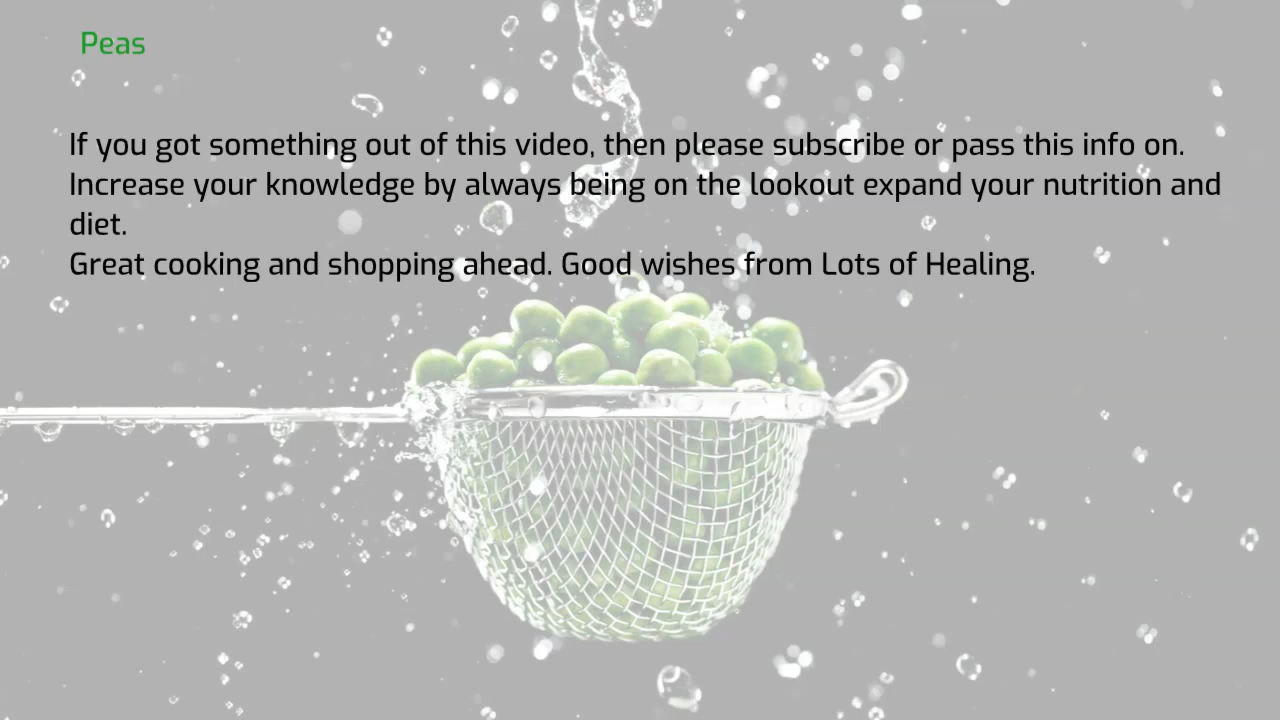 Peas
If you got something out of this video, then please subscribe or pass this info on.
Increase your knowledge by always being on the lookout expand your nutrition and
diet.
Great cooking and shopping ahead. Good wishes from Lots of Healing.